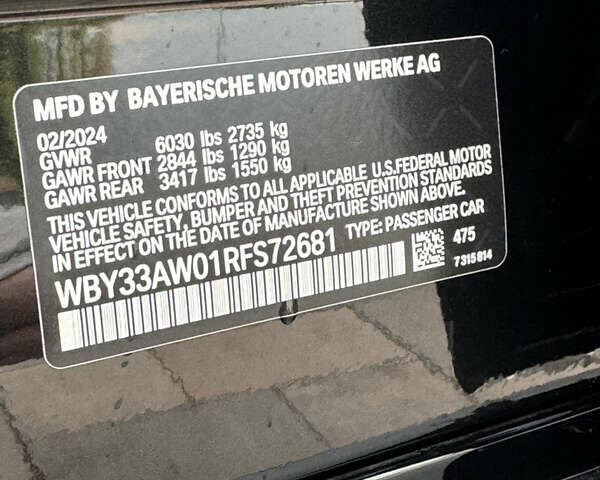 MFD BY BAYERISCHE MOTOREN WERKE AG
02/2024
GVWR 6030 lbs 2735 kg
GAWR FRONT 2844 lbs 1290 kg
GAWR REAR 3417 lbs 1550 kg
THIS VEHICLE CONFORMS TO ALL APPLICABLE U.S.FEDERAL MOTOR
VEHICLE SAFETY, BUMPER AND THEFT PREVENTION STANDARDS
IN EFFECT ON THE DATE OF MANUFACTURE SHOWN ABOVE.
WBY33AW01RFS72681 TYPE: PASSENGER CAR
475
7315814